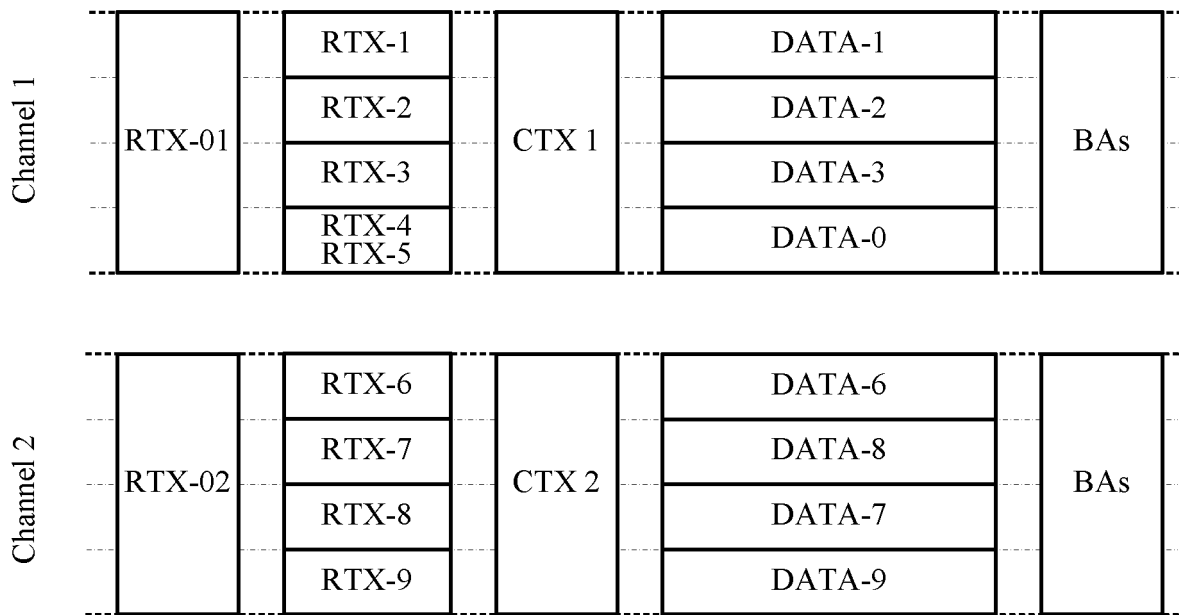 Channel 1
RTX-01
RTX-1
RTX-2
RTX-3
RTX-4
RTX-5
CTX 1
DATA-1
DATA-2
DATA-3
DATA-0
BAs
Channel 2
RTX-02
RTX-6
RTX-7
RTX-8
RTX-9
CTX 2
DATA-6
DATA-8
DATA-7
DATA-9
BAs